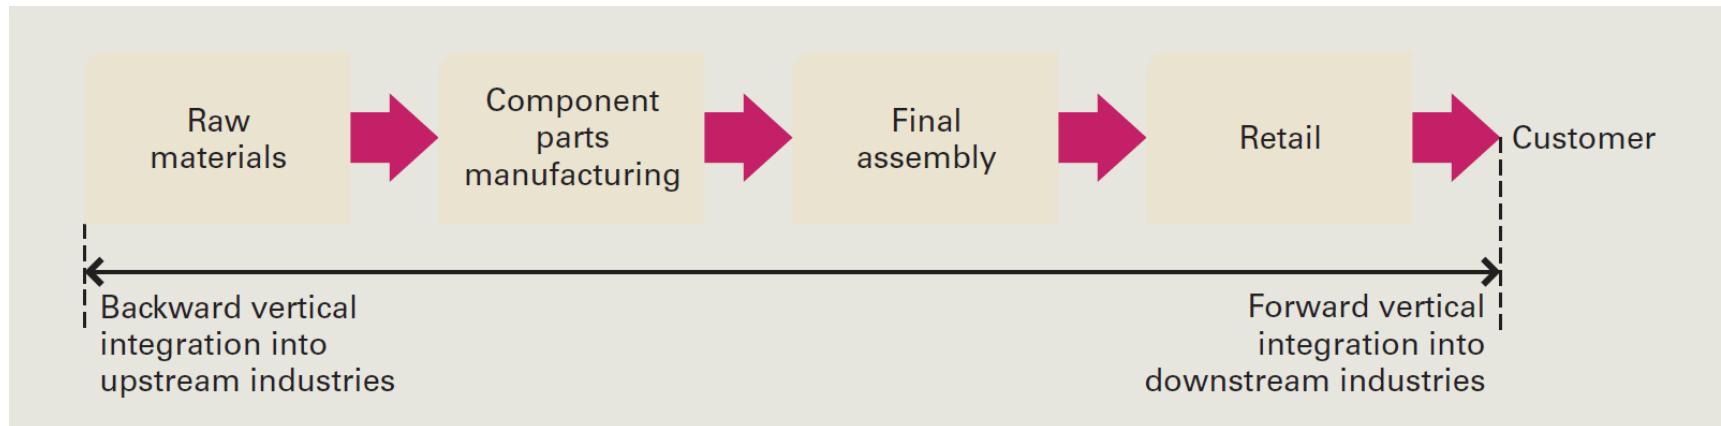 Raw
materials
Component
parts
manufacturing
Final
assembly
Retail
Customer
Backward vertical
integration into
upstream industries
Forward vertical
integration into
downstream industries